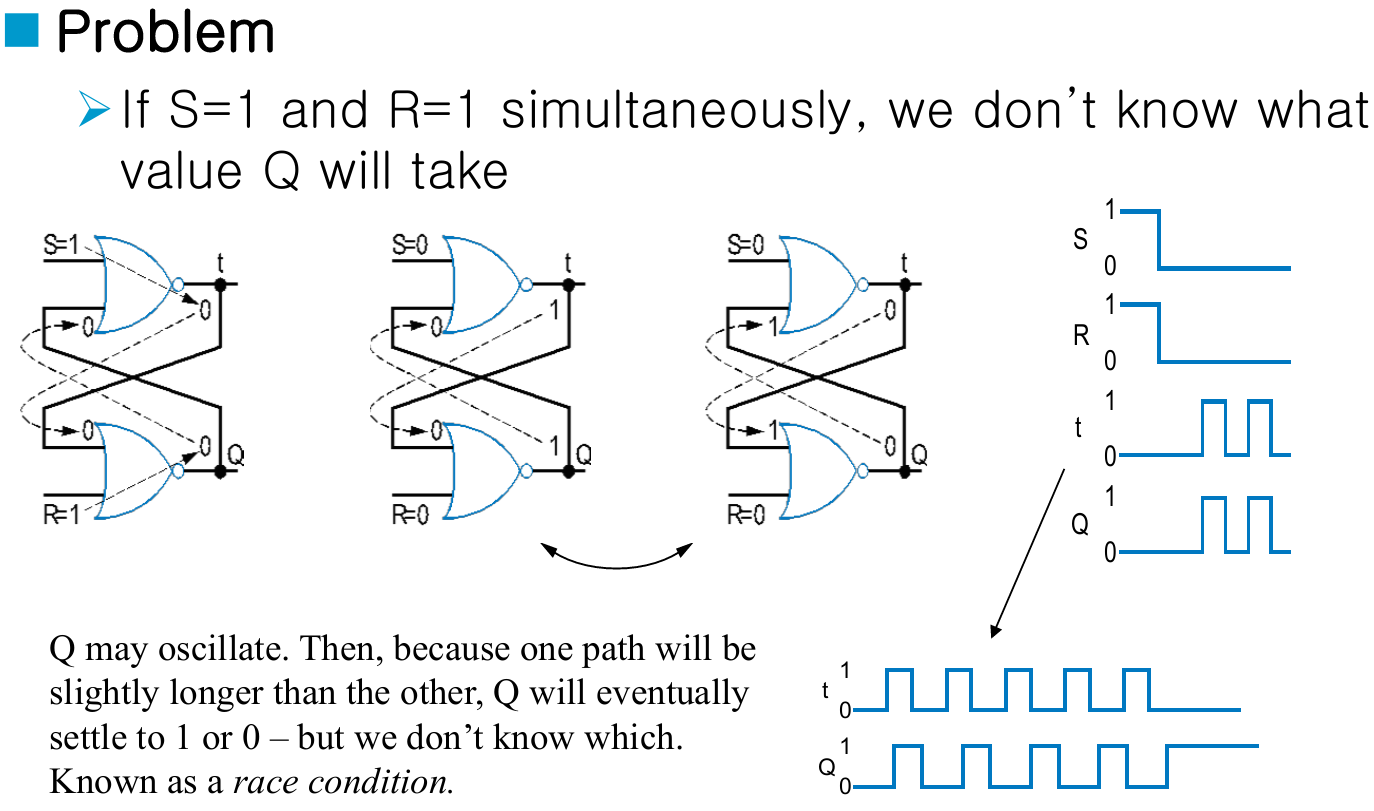 Problem
If S=1 and R=1 simultaneously, we don't know what
value Q will take
S=1
t
0
0
0
0
Q
R=1
S=0
t
1
0
0
1
Q
R=0
S=0
t
0
1
1
0
Q
R=0
1
S
0
1
R
0
1
t
0
1
Q
0
Q may oscillate. Then, because one path will be
slightly longer than the other, Q will eventually
settle to 1 or 0 – but we don't know which.
Known as a race condition.
1
t
0
1
Q
0